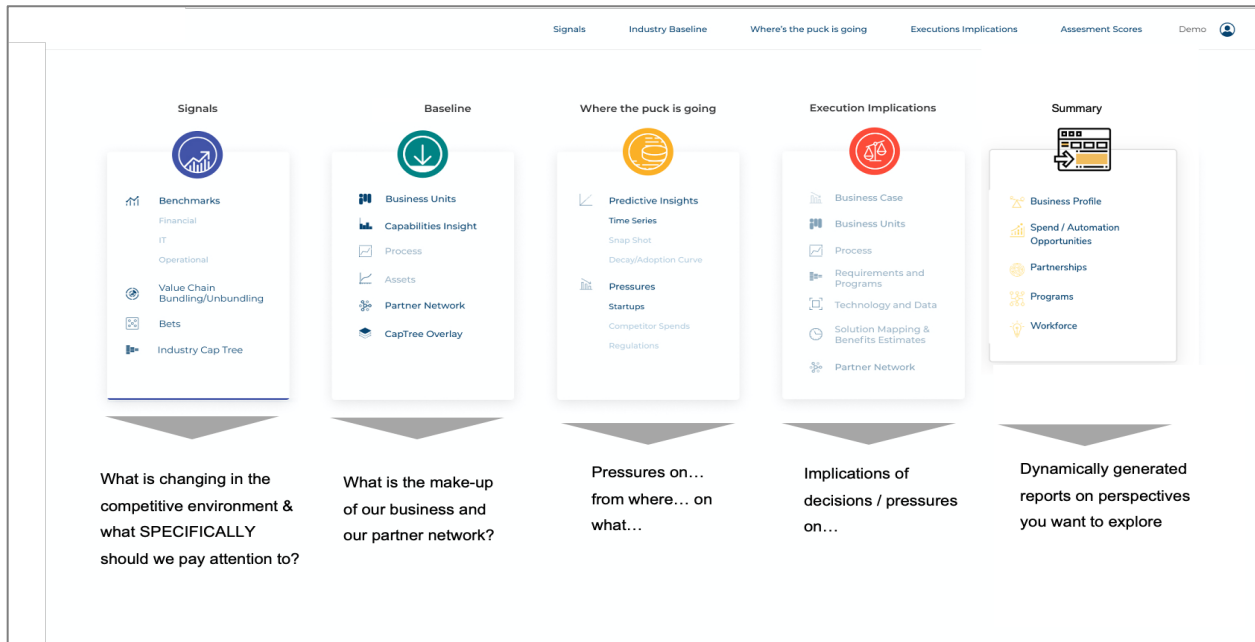 Signals Industry Baseline Where's the puck is going Executions Implications Assesment Scores Demo
Signals
Benchmarks
Financial
IT
Operational
Value Chain
Bundling/Unbundling
Bets
Industry Cap Tree
What is changing in the
competitive environment &
what SPECIFICALLY
should we pay attention to?
Baseline
Business Units
Capabilities Insight
Process
Assets
Partner Network
CapTree Overlay
What is the make-up
of our business and
our partner network?
Where the puck is going
Predictive Insights
Time Series
Snap Shot
Decay/Adoption Curve
Pressures
Startups
Competitor Spends
Regulations
Pressures on…
from where… on
what…
Execution Implications
Business Case
Business Units
Process
Requirements and
Programs
Technology and Data
Solution Mapping &
Benefits Estimates
Partner Network
Implications of
decisions / pressures
on…
Summary
Business Profile
Spend / Automation
Opportunities
Partnerships
Programs
Workforce
Dynamically generated
reports on perspectives
you want to explore